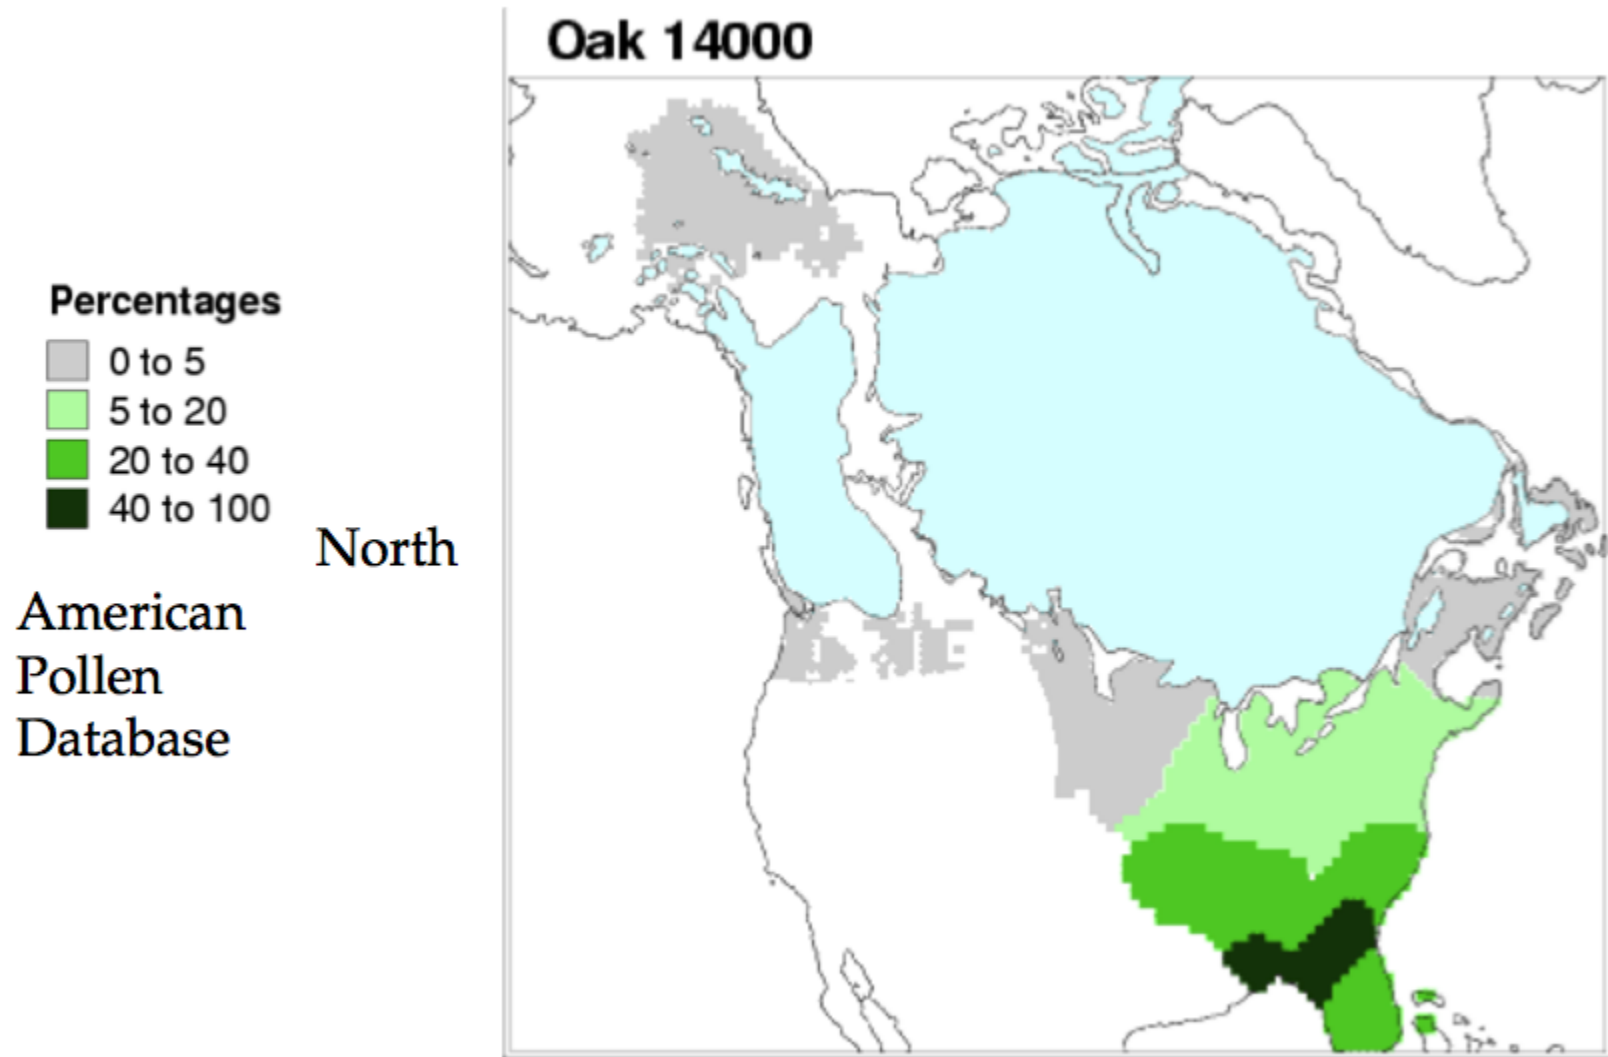 Oak 14000
Percentages
0 to 5
5 to 20
20 to 40
40 to 100
North
American
Pollen
Database